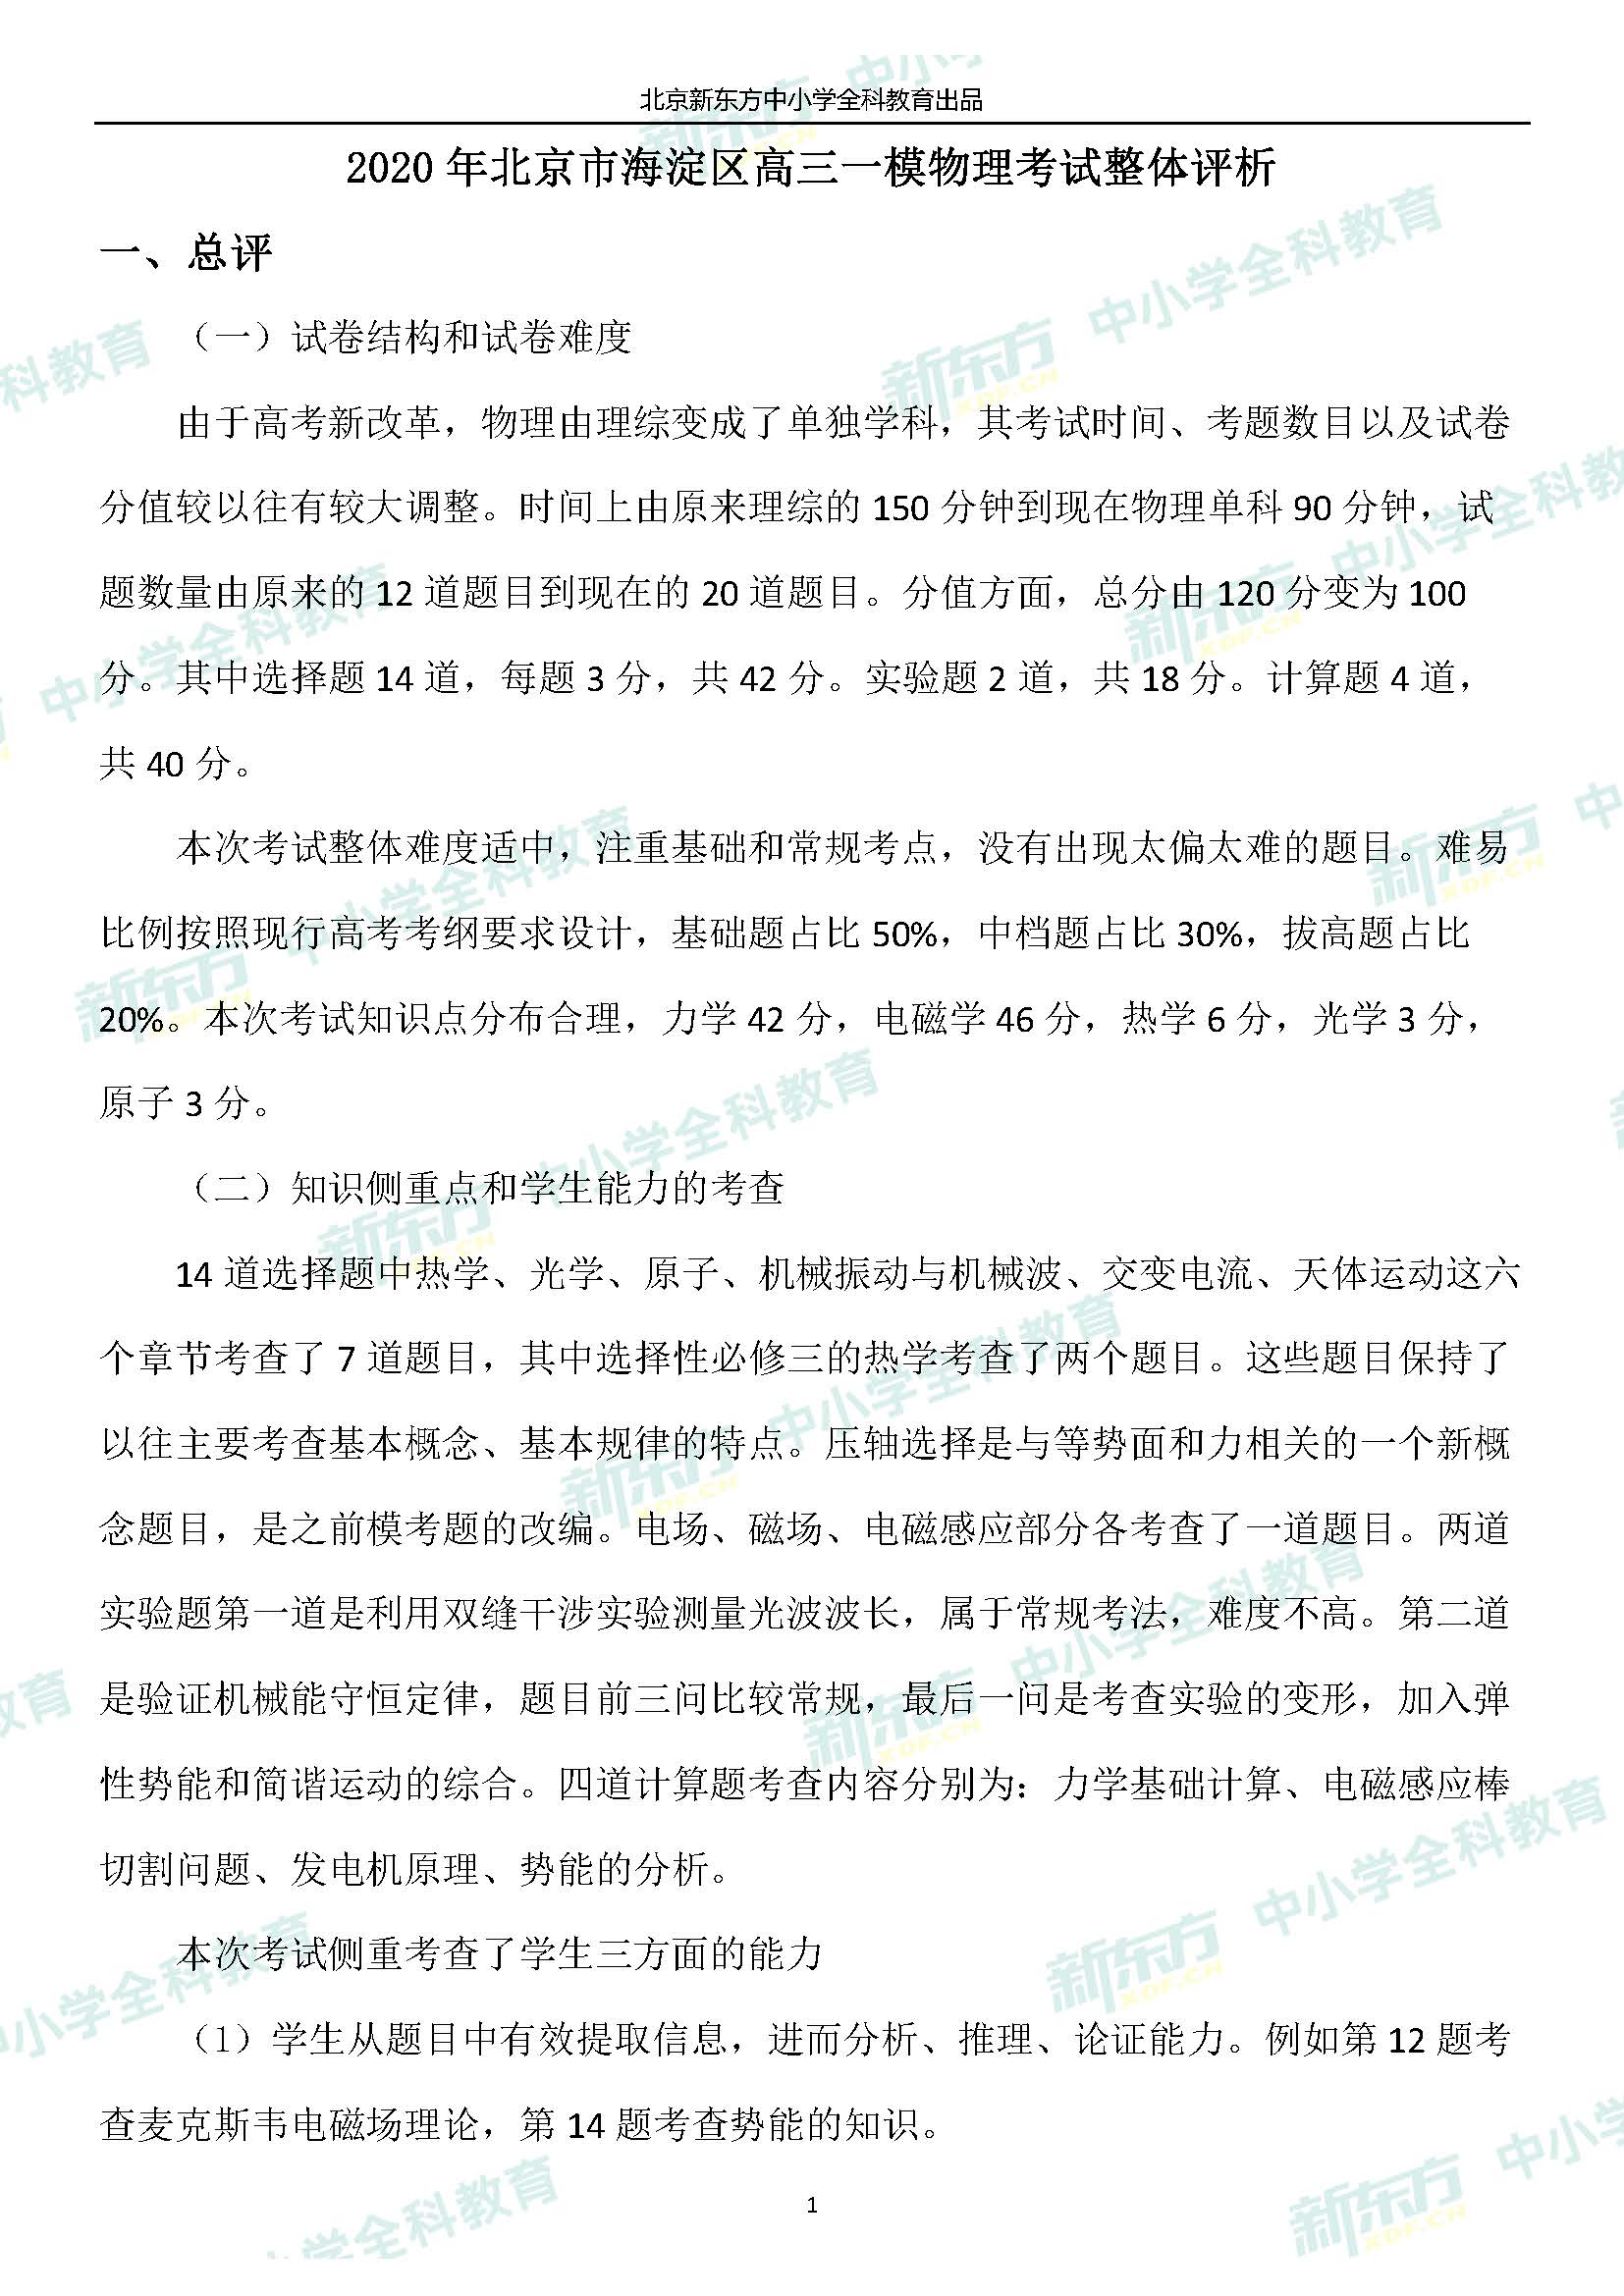 北京新东方中小学全科教育出品
2020 年北京市海淀区高三一模物理考试整体评析
一、总评
（一）试卷结构和试卷难度
由于高考新改革，物理由理综变成了单独学科，其考试时间、考题数目以及试卷
分值较以往有较大调整。时间上由原来理综的 150 分钟到现在物理单科 90 分钟，试
题数量由原来的 12 道题目到现在的 20 道题目。分值方面，总分由 120 分变为 100
分。其中选择题 14 道，每题 3 分，共 42 分。实验题 2 道，共 18 分。计算题 4 道，
共 40 分。
本次考试整体难度适中，注重基础和常规考点，没有出现太偏太难的题目。难易
比例按照现行高考考纲要求设计，基础题占比 50%，中档题占比 30%，拔高题占比
20%。本次考试知识点分布合理，力学 42 分，电磁学 46 分，热学 6 分，光学 3 分，
原子 3 分。
（二）知识侧重点和学生能力的考查
14 道选择题中热学、光学、原子、机械振动与机械波、交变电流、天体运动这六
个章节考查了 7 道题目，其中选择性必修三的热学考查了两个题目。这些题目保持了
以往主要考查基本概念、基本规律的特点。压轴选择是与等势面和力相关的一个新概
念题目，是之前模考题的改编。电场、磁场、电磁感应部分各考查了一道题目。两道
实验题第一道是利用双缝干涉实验测量光波波长，属于常规考法，难度不高。第二道
是验证机械能守恒定律，题目前三问比较常规，最后一问是考查实验的变形，加入弹
性势能和简谐运动的综合。四道计算题考查内容分别为：力学基础计算、电磁感应棒
切割问题、发电机原理、势能的分析。
本次考试侧重考查了学生三方面的能力
（1）学生从题目中有效提取信息，进而分析、推理、论证能力。例如第 12 题考
查麦克斯韦电磁场理论，第 14 题考查势能的知识。
1
新东方 XDF.CN 中小学全科教育